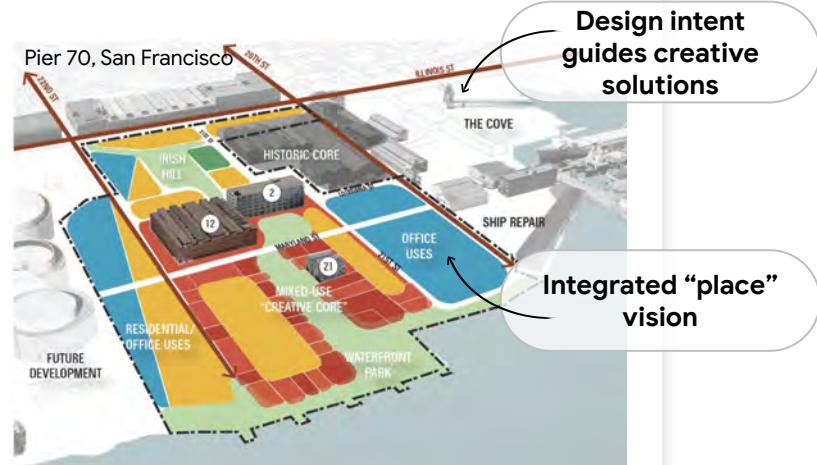 Design intent
guides creative
solutions
Pier 70, San Francisco
20TH ST
22ND ST
ILLINOIS ST
THE COVE
HISTORIC CORE
IRISH
HILL
2
12
SHIP REPAIR
OFFICE
USES
MARYLAND ST
21ST ST
21
MIXED-USE
"CREATIVE CORE"
Integrated “place”
vision
RESIDENTIAL/
OFFICE USES
WATERFRONT
PARK
FUTURE
DEVELOPMENT